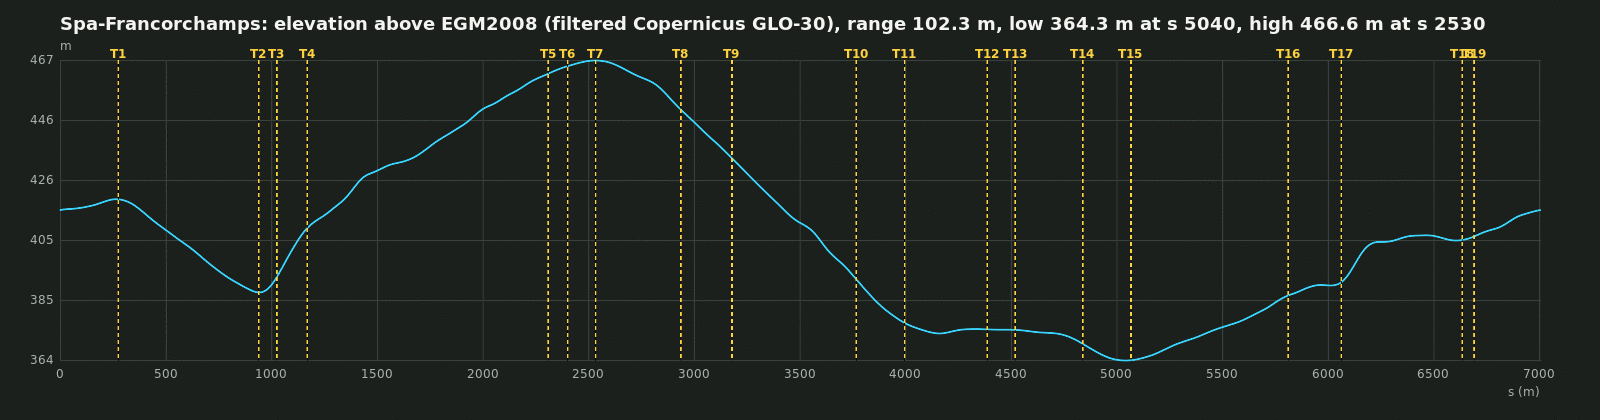 Spa-Francorchamps: elevation above EGM2008 (filtered Copernicus GLO-30), range 102.3 m, low 364.3 m at s 5040, high 466.6 m at s 2530
m
T1 T2 T3 T4 T5 T6 T7 T8 T9 T10 T11 T12 T13 T14 T15 T16 T17 T19
467
446
426
405
385
364
0 500 1000 1500 2000 2500 3000 3500 4000 4500 5000 5500 6000 6500 7000
s (m)